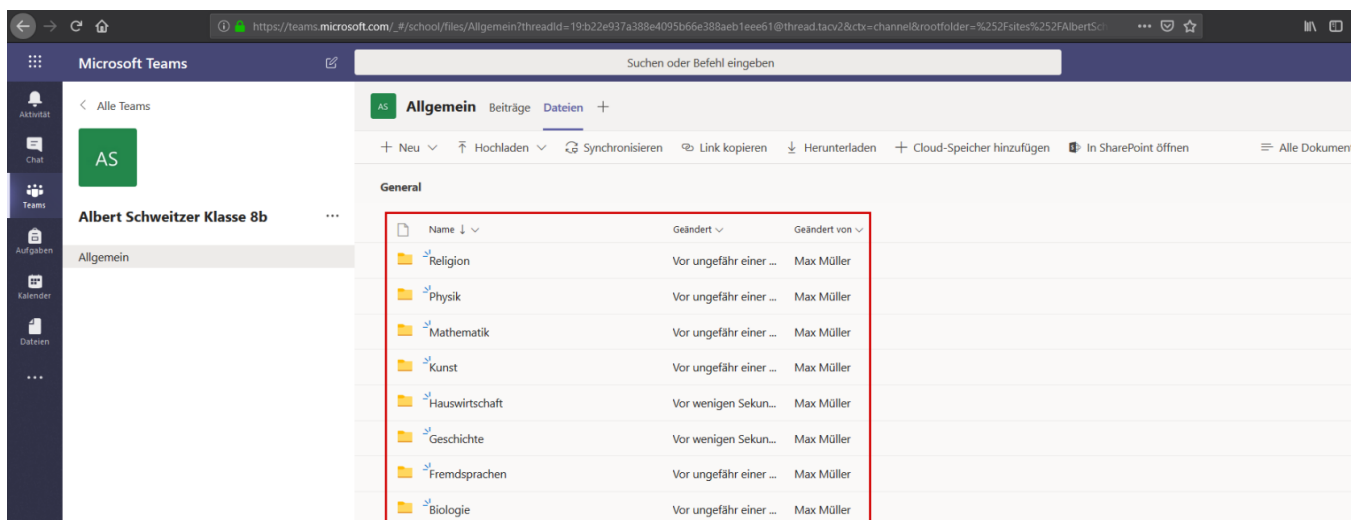 https://teams.microsoft.com/_#/school/files/Allgemein?threadId=19:b22e937a388e4095b66e388aeb1eee61@thread.tacv2&ctx=channel&rootfolder=%252Fsites%252FAlbertSch
Microsoft Teams
Suchen oder Befehl eingeben
Aktivität
Chat
Teams
Aufgaben
Kalender
Dateien
Alle Teams
AS
Albert Schweitzer Klasse 8b
Allgemein
AS Allgemein Beiträge Dateien
Neu Hochladen Synchronisieren Link kopieren Herunterladen Cloud-Speicher hinzufügen In SharePoint öffnen Alle Dokument
General
Name Geändert Geändert von
Religion Vor ungefähr einer ... Max Müller
Physik Vor ungefähr einer ... Max Müller
Mathematik Vor ungefähr einer ... Max Müller
Kunst Vor ungefähr einer ... Max Müller
Hauswirtschaft Vor wenigen Sekun... Max Müller
Geschichte Vor wenigen Sekun... Max Müller
Fremdsprachen Vor ungefähr einer ... Max Müller
Biologie Vor ungefähr einer ... Max Müller